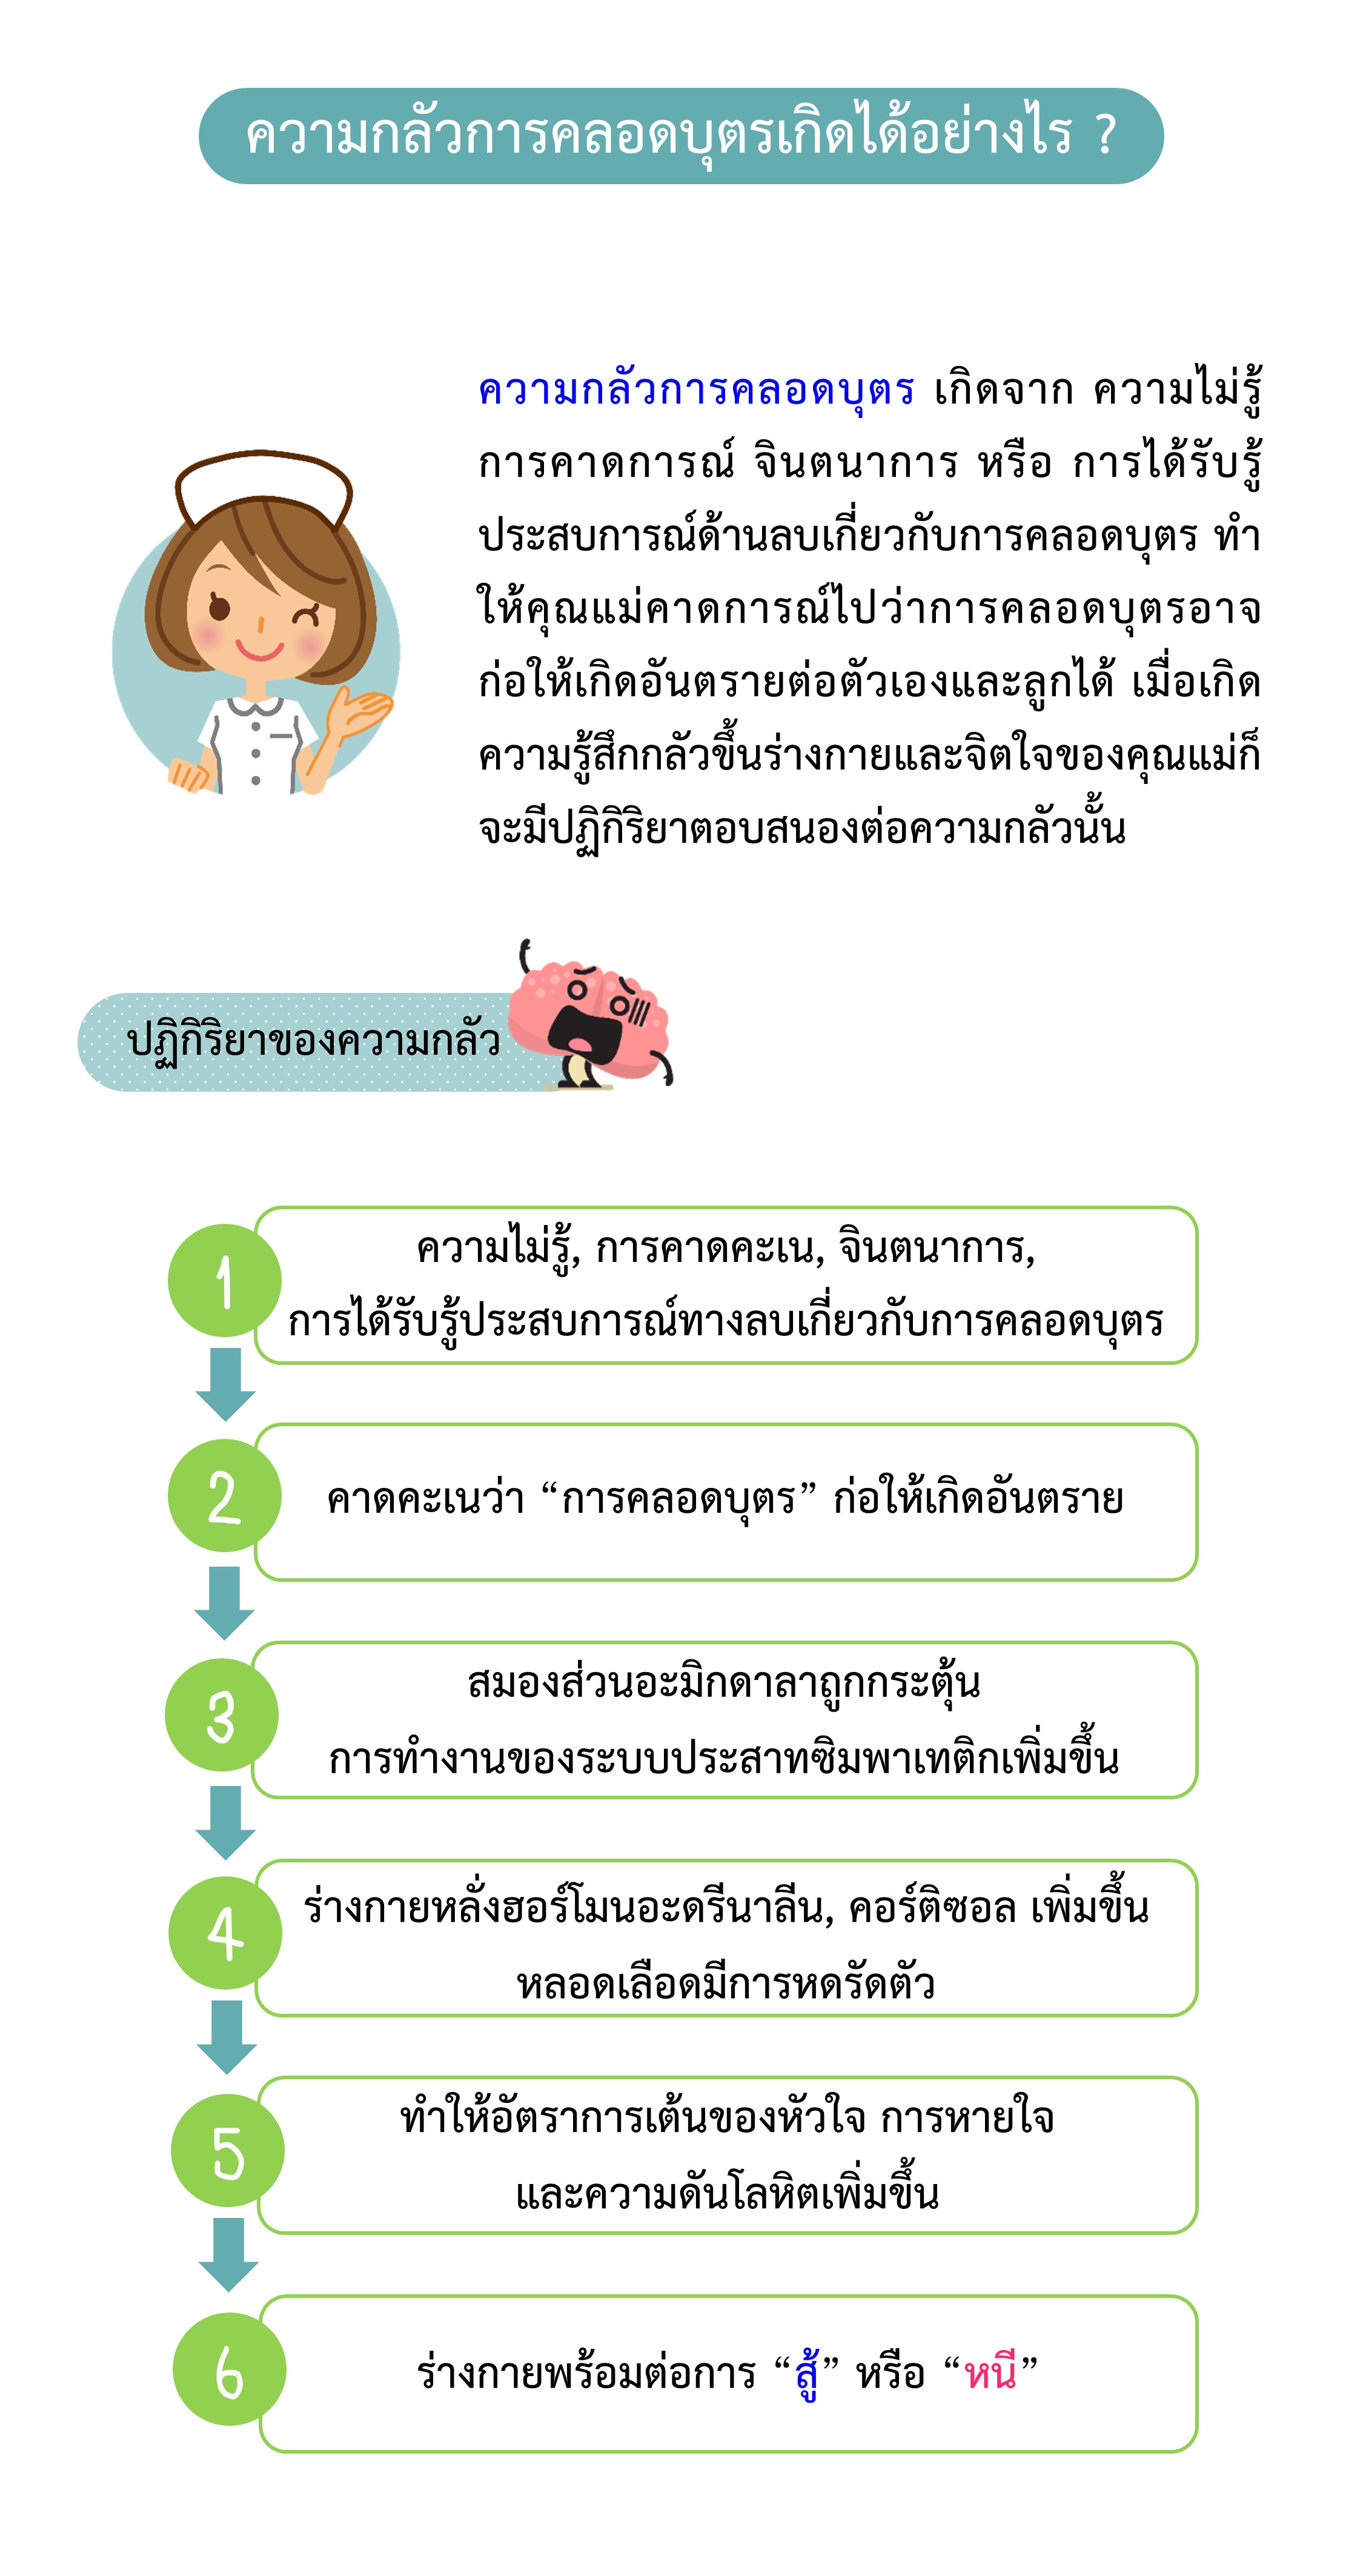 ความกลัวการคลอดบุตรเกิดได้อย่างไร ?
ความกลัวการคลอดบุตร เกิดจาก ความไม่รู้
การคาดการณ์ จินตนาการ หรือ การได้รับรู้
ประสบการณ์ด้านลบเกี่ยวกับการคลอดบุตร ทำ
ให้คุณแม่คาดการณ์ไปว่าการคลอดบุตรอาจ
ก่อให้เกิดอันตรายต่อตัวเองและลูกได้ เมื่อเกิด
ความรู้สึกกลัวขึ้นร่างกายและจิตใจของคุณแม่ก็
จะมีปฏิกิริยาตอบสนองต่อความกลัวนั้น
ปฏิกิริยาของความกลัว
1
ความไม่รู้, การคาดคะเน, จินตนาการ,
การได้รับรู้ประสบการณ์ทางลบเกี่ยวกับการคลอดบุตร
2
คาดคะเนว่า “การคลอดบุตร” ก่อให้เกิดอันตราย
3
สมองส่วนอะมิกดาลาถูกกระตุ้น
การทำงานของระบบประสาทซิมพาเทติกเพิ่มขึ้น
4
ร่างกายหลั่งฮอร์โมนอะดรีนาลีน, คอร์ติซอล เพิ่มขึ้น
หลอดเลือดมีการหดรัดตัว
5
ทำให้อัตราการเต้นของหัวใจ การหายใจ
และความดันโลหิตเพิ่มขึ้น
6
ร่างกายพร้อมต่อการ “สู้” หรือ “หนี”